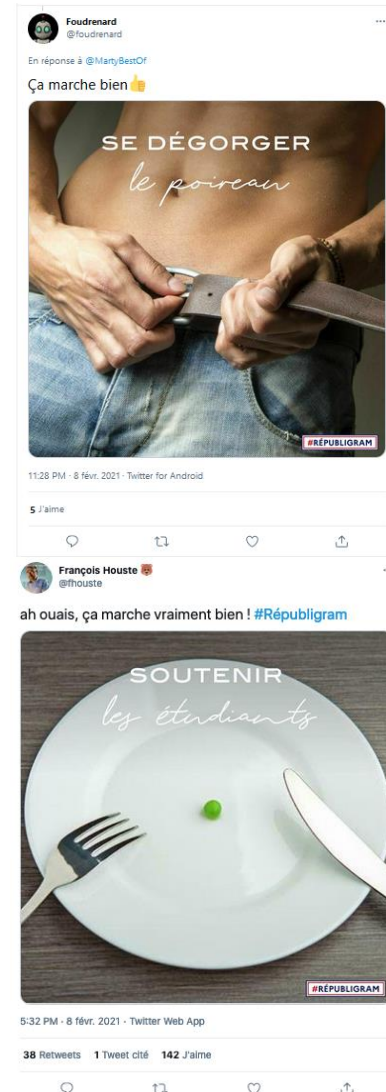 Foudrenard
@foudrenard
En réponse à @MartyBestOf
Ça marche bien👍
SE DÉGORGER
le poireau
#RÉPUBLIGRAM
11:28 PM · 8 févr. 2021 · Twitter for Android
5 J'aime
François Houste 🐻
@fhouste
ah ouais, ça marche vraiment bien ! #Républigram
SOUTENIR
les étudiants
#RÉPUBLIGRAM
5:32 PM · 8 févr. 2021 · Twitter Web App
38 Retweets 1 Tweet cité 142 J'aime